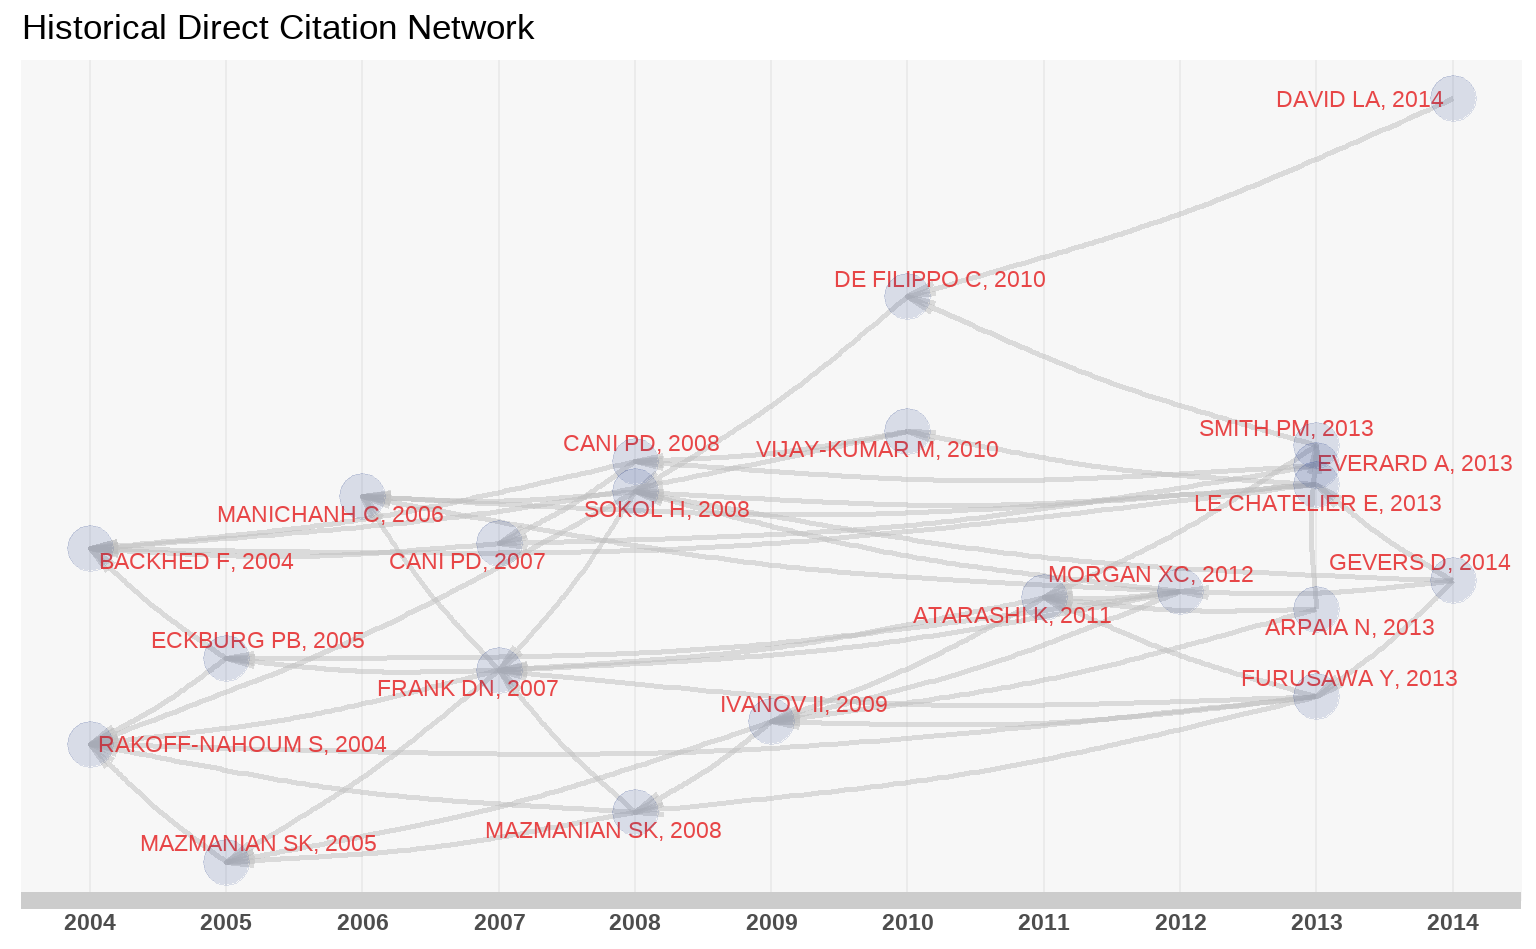 Historical Direct Citation Network
DAVID LA, 2014
DE FILIPPO C, 2010
SMITH PM, 2013
CANI PD, 2008
VIJAY-KUMAR M, 2010
EVERARD A, 2013
LE CHATELIER E, 2013
SOKOL H, 2008
MANICHANH C, 2006
BACKHED F, 2004
CANI PD, 2007
GEVERS D, 2014
MORGAN XC, 2012
ATARASHI K, 2011
ARPAIA N, 2013
ECKBURG PB, 2005
FURUSAWA Y, 2013
FRANK DN, 2007
IVANOV II, 2009
RAKOFF-NAHOUM S, 2004
MAZMANIAN SK, 2008
MAZMANIAN SK, 2005
2004 2005 2006 2007 2008 2009 2010 2011 2012 2013 2014